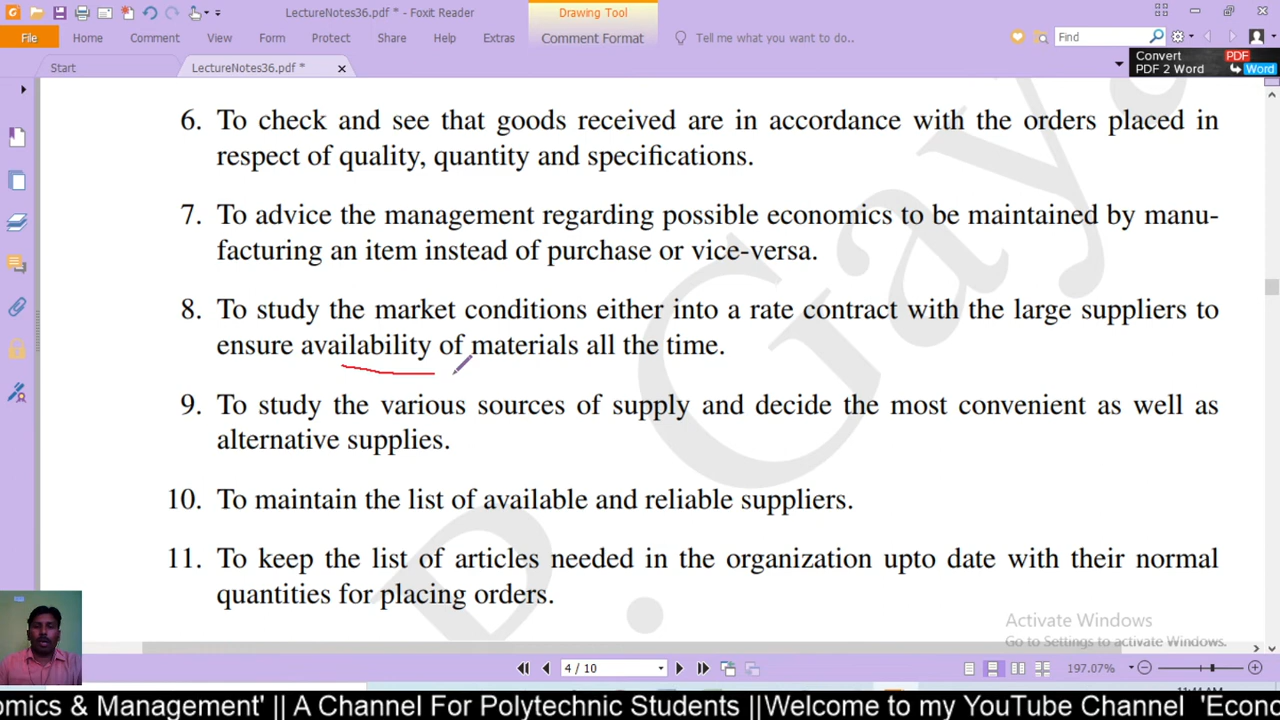 LectureNotes36.pdf * - Foxit Reader
Drawing Tool
File Home Comment View Form Protect Share Help Extras Comment Format Tell me what you want to do.. Find
Start LectureNotes36.pdf *
Convert PDF
PDF 2 Word Word
6. To check and see that goods received are in accordance with the orders placed in
respect of quality, quantity and specifications.
7. To advice the management regarding possible economics to be maintained by manu-
facturing an item instead of purchase or vice-versa.
8. To study the market conditions either into a rate contract with the large suppliers to
ensure availability of materials all the time.
9. To study the various sources of supply and decide the most convenient as well as
alternative supplies.
10. To maintain the list of available and reliable suppliers.
11. To keep the list of articles needed in the organization upto date with their normal
quantities for placing orders.
Activate Windows
Go to Settings to activate Windows.
4 / 10
197.07%
omics & Management' || A Channel For Polytechnic Students ||Welcome to my YouTube Channel 'Econo